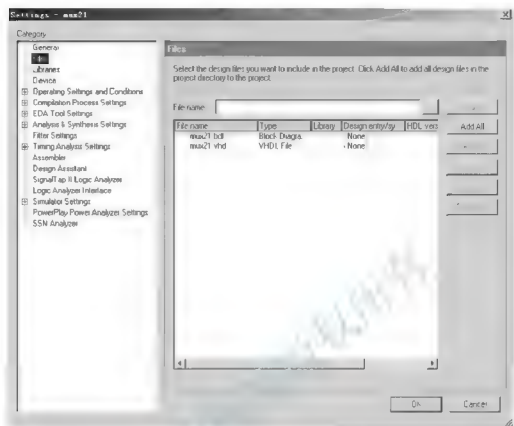 Settings - mux21
Category
General
Files
Libraries
Device
Operating Settings and Conditions
Compilation Process Settings
EDA Tool Settings
Analysis & Synthesis Settings
Fitter Settings
Timing Analysis Settings
Assembler
Design Assistant
SignalTap II Logic Analyzer
Logic Analyzer Interface
Simulator Settings
PowerPlay Power Analyzer Settings
SSN Analyzer
Files
Select the design files you want to include in the project. Click Add All to add all design files in the
project directory to the project.
File name
File name Type Library Design entry/sy HDL vers
mux21 bdf Block Diagra. None
mux21 vhd VHDL File None
Add All
OK Cancel